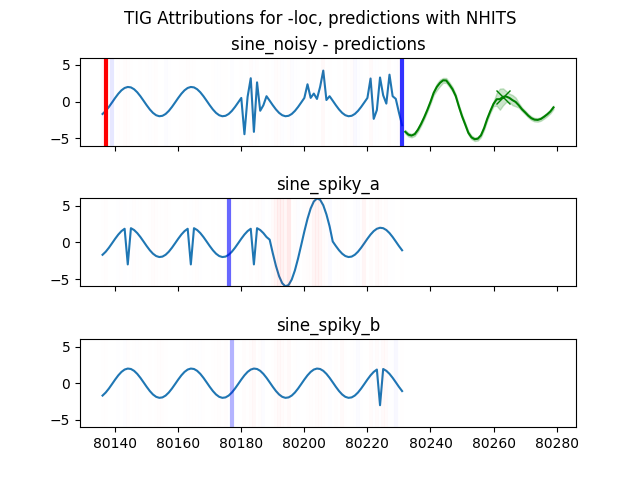 TIG Attributions for -loc, predictions with NHITS
sine_noisy - predictions
5
0
−5
sine_spiky_a
5
0
−5
sine_spiky_b
5
0
−5
80140 80160 80180 80200 80220 80240 80260 80280